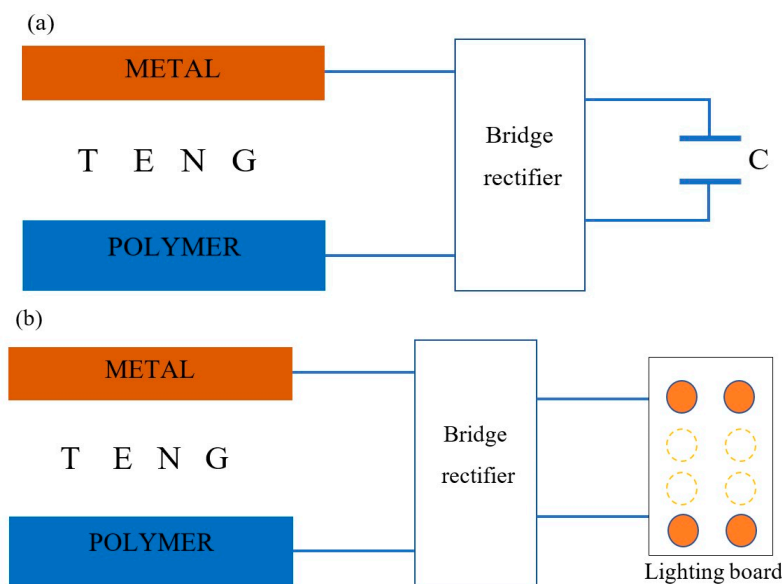 (a)
METAL
T E N G
POLYMER
Bridge
rectifier
C
(b)
METAL
T E N G
POLYMER
Bridge
rectifier
Lighting board